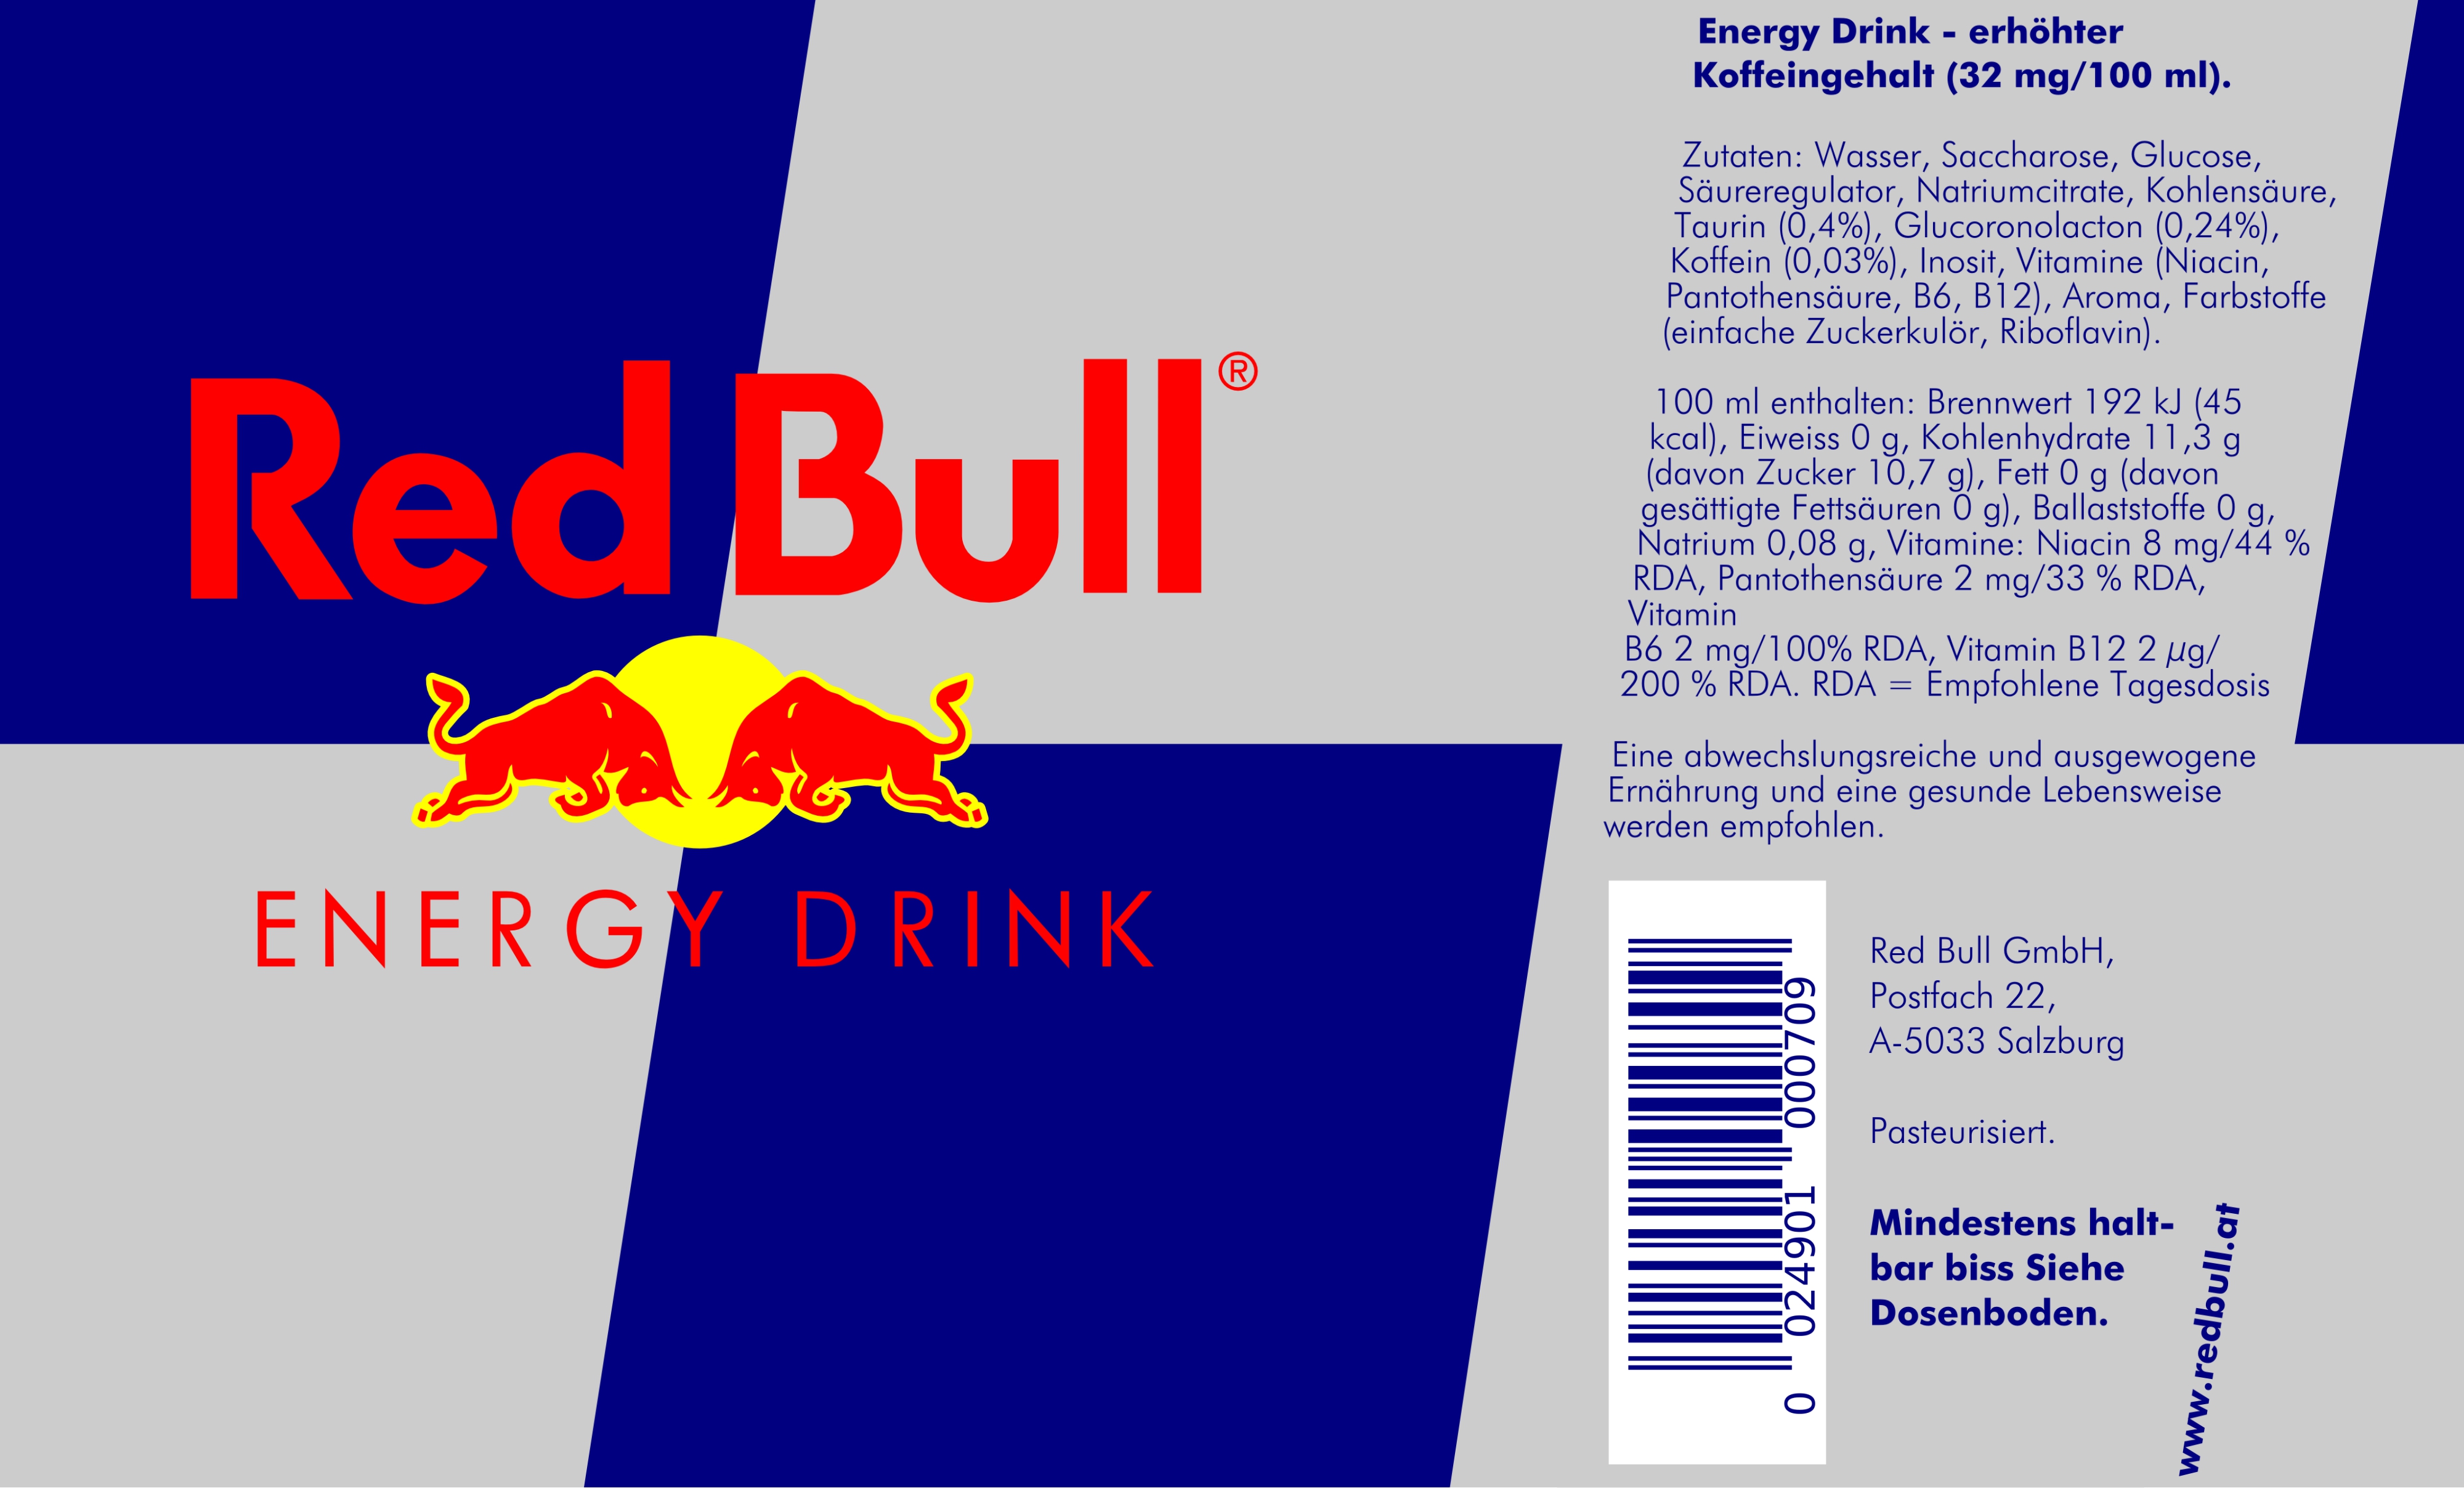 Red Bull®
ENERGY DRINK
Energy Drink - erhöhter
Koffeingehalt (32 mg/100 ml).
Zutaten: Wasser, Saccharose, Glucose,
Säureregulator, Natriumcitrate, Kohlensäure,
Taurin (0,4%), Glucoronolacton (0,24%),
Koffein (0,03%), Inosit, Vitamine (Niacin,
Pantothensäure, B6, B12), Aroma, Farbstoffe
(einfache Zuckerkulör, Riboflavin).
100 ml enthalten: Brennwert 192 kJ (45
kcal), Eiweiss 0 g, Kohlenhydrate 11,3 g
(davon Zucker 10,7 g), Fett 0 g (davon
gesättigte Fettsäuren 0 g), Ballaststoffe 0 g,
Natrium 0,08 g, Vitamine: Niacin 8 mg/44 %
RDA, Pantothensäure 2 mg/33 % RDA,
Vitamin
B6 2 mg/100% RDA, Vitamin B12 2 µg/
200 % RDA. RDA = Empfohlene Tagesdosis
Eine abwechslungsreiche und ausgewogene
Ernährung und eine gesunde Lebensweise
werden empfohlen.
0 024901 000709
Red Bull GmbH,
Postfach 22,
A-5033 Salzburg
Pasteurisiert.
Mindestens halt-
bar biss Siehe
Dosenboden.
www.redbull.at